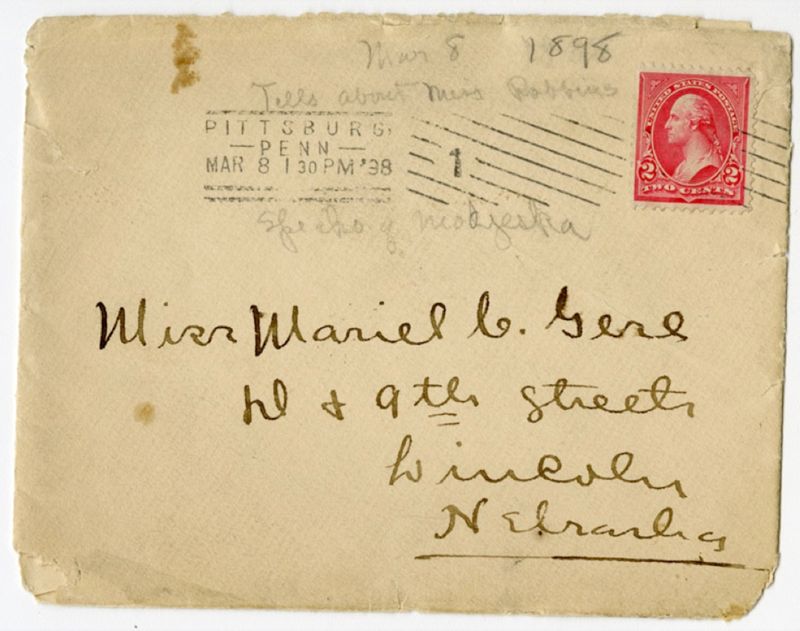 Mar 8 1898
Tells about Miss Robbins
UNITED STATES POSTAGE
2 2
TWO CENTS
PITTSBURG,
PENN
MAR 8 1 30 PM '98
1
Speaks of Modjeska
Miss Mariel C. Gere
D & 9th streets
Lincoln
Nebraska